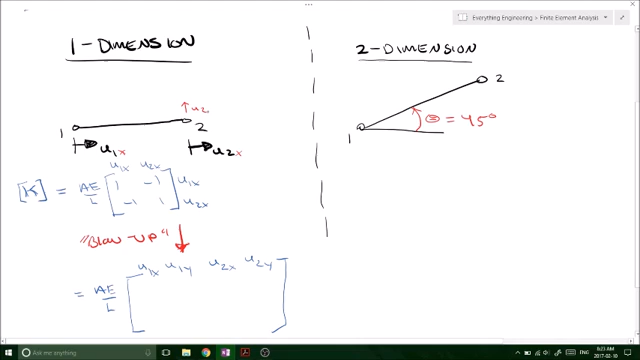 Everything Engineering > Finite Element Analysis
1 - DIMENSION
2 - DIMENSION
u2
1
2
u1x
u2x
1
2
Θ = 45°
u1x u2x
[K] = AE/L [1 -1 -1 1] u1x u2x
"BLOW-UP"
u1x u1y u2x u2y
= AE/L [ ]
Ask me anything
8:23 AM
2017-02-10